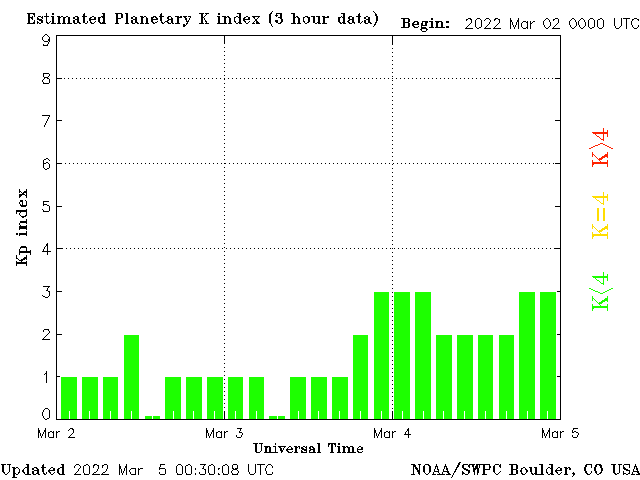 Estimated Planetary K index (3 hour data) Begin: 2022 Mar 02 0000 UTC
9
8
7
6
5
4
3
2
1
0
Kp index
K>4
K=4
K<4
Mar 2 Mar 3 Mar 4 Mar 5
Universal Time
Updated 2022 Mar 5 00:30:08 UTC NOAA/SWPC Boulder, CO USA